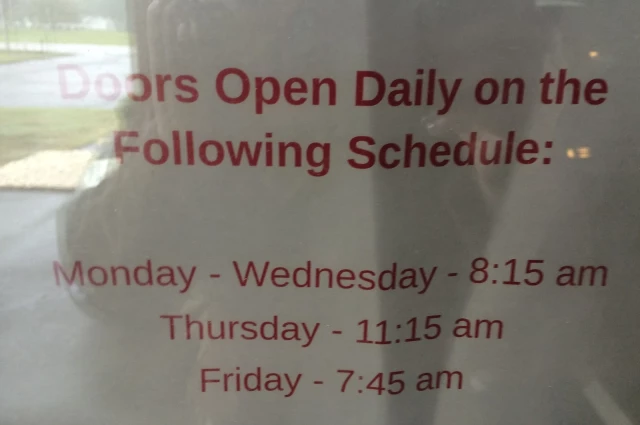 Doors Open Daily on the
Following Schedule:
Monday - Wednesday - 8:15 am
Thursday - 11:15 am
Friday - 7:45 am